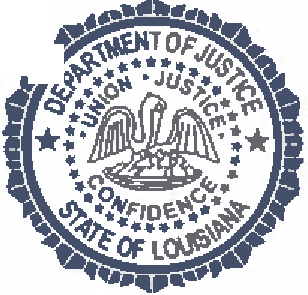 DEPARTMENT OF JUSTICE
UNION · JUSTICE ·
CONFIDENCE
STATE OF LOUISIANA